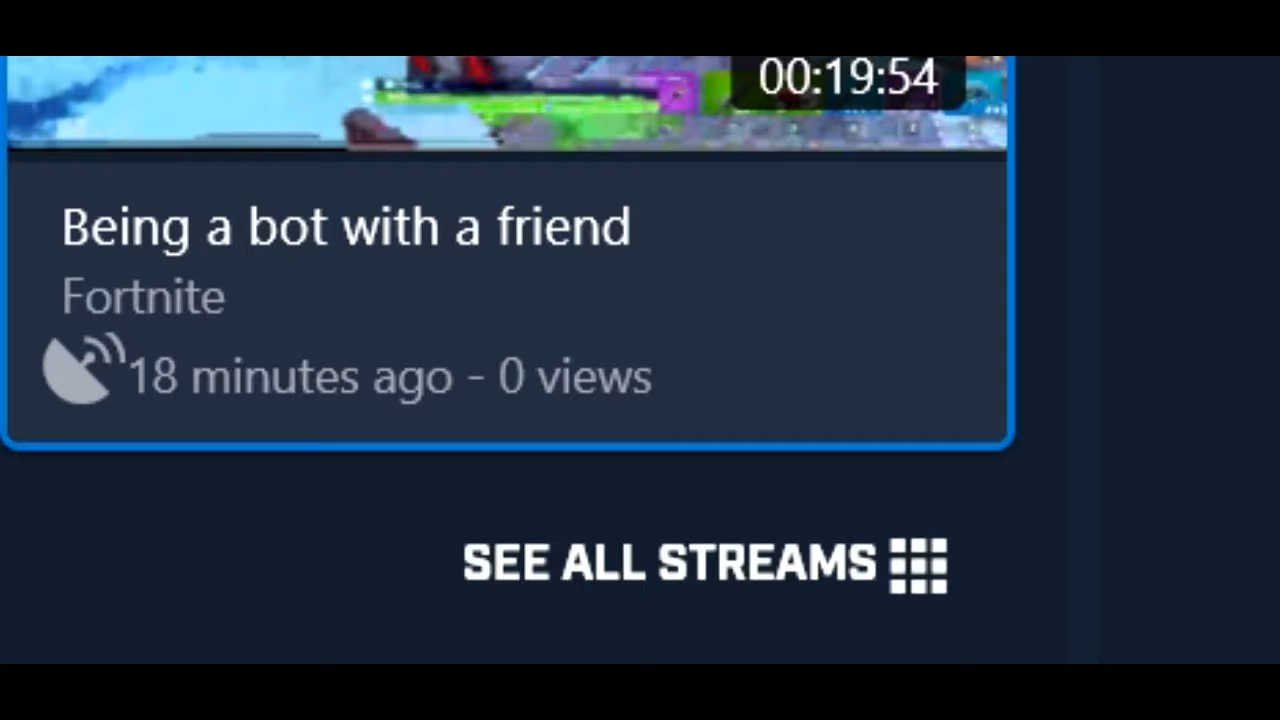 00:19:54
Being a bot with a friend
Fortnite
18 minutes ago - 0 views
SEE ALL STREAMS